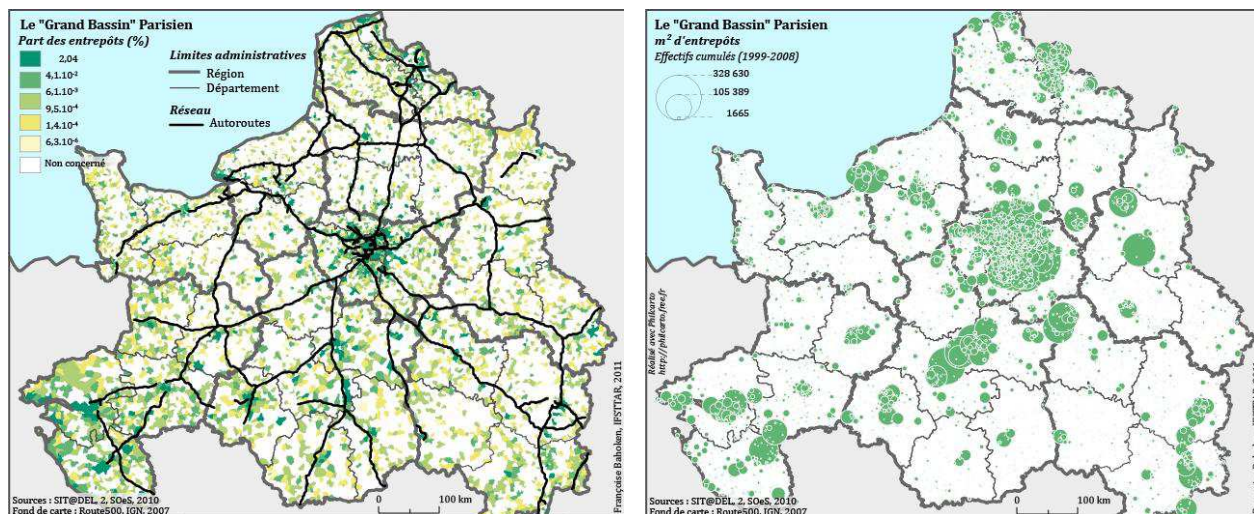 Le "Grand Bassin" Parisien
Part des entrepôts (%)
2,04
4,1.10⁻²
6,1.10⁻³
9,5.10⁻⁴
1,4.10⁻⁴
6,3.10⁻⁶
Non concerné
Limites administratives
Région
Département
Réseau
Autoroutes
Françoise Bahoken, IFSTTAR, 2011
Sources : SIT@DEL, 2, SOeS, 2010
Fond de carte : Route500, IGN, 2007
0 100 km
Le "Grand Bassin" Parisien
m² d'entrepôts
Effectifs cumulés (1999-2008)
328 630
105 389
1665
Réalisé avec Philcarto
http://philcarto.free.fr
Sources : SIT@DEL, 2, SOeS, 2010
Fond de carte : Route500, IGN, 2007
0 100 km